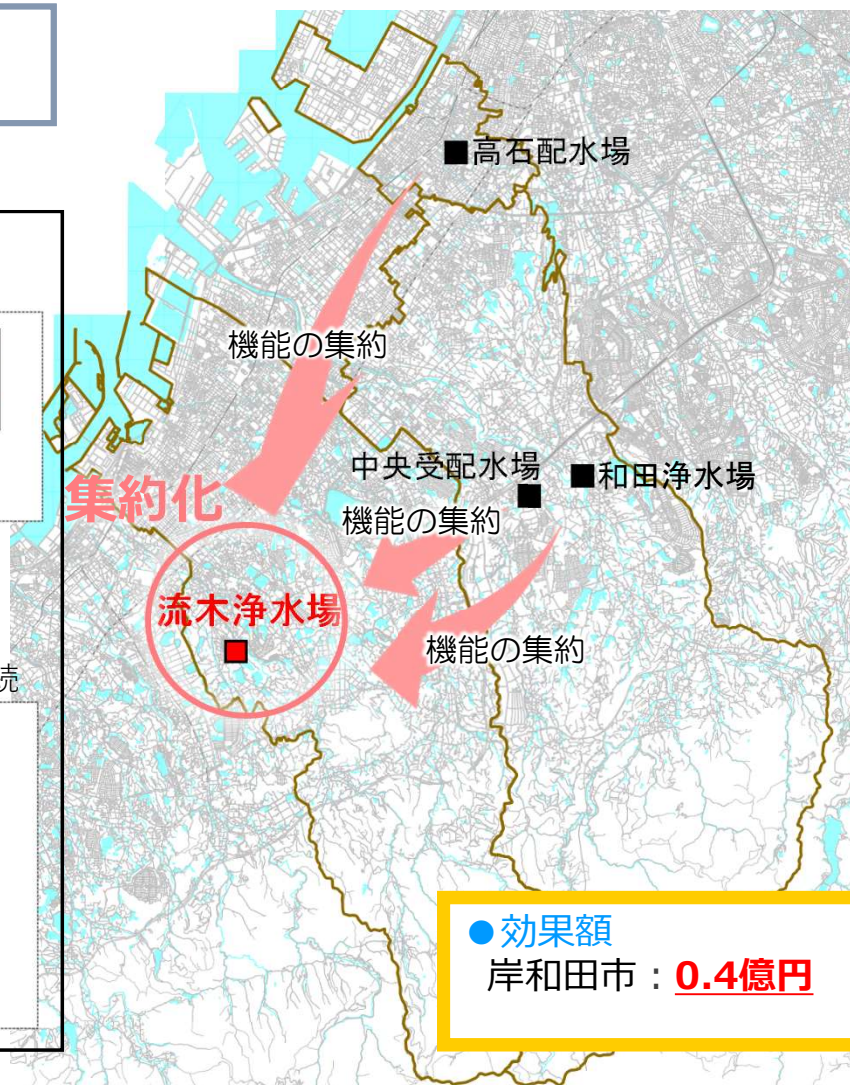 ■高石配水場
機能の集約
中央受配水場
■和田浄水場
集約化
機能の集約
流木浄水場
機能の集約
売
●効果額
岸和田市：0.4億円